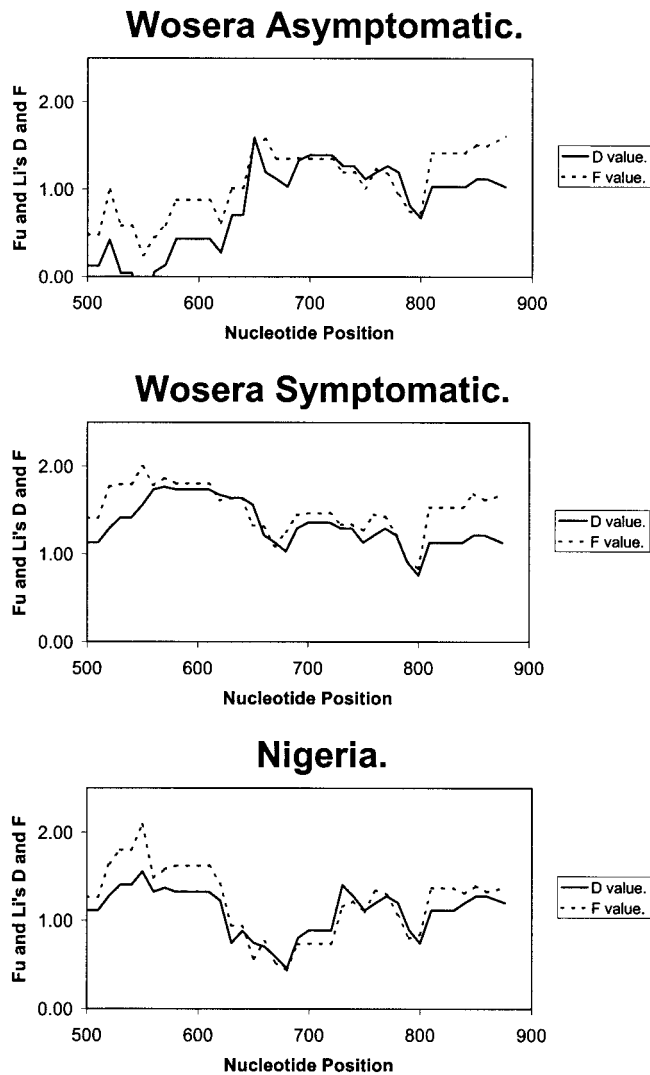 Wosera Asymptomatic.
Fu and Li's D and F
2.00
1.00
0.00
500 600 700 800 900
Nucleotide Position
D value.
F value.
Wosera Symptomatic.
Fu and Li's D and F
2.00
1.00
0.00
500 600 700 800 900
Nucleotide Position
D value.
F value.
Nigeria.
Fu and Li's D and F
2.00
1.00
0.00
500 600 700 800 900
Nucleotide Position
D value.
F value.